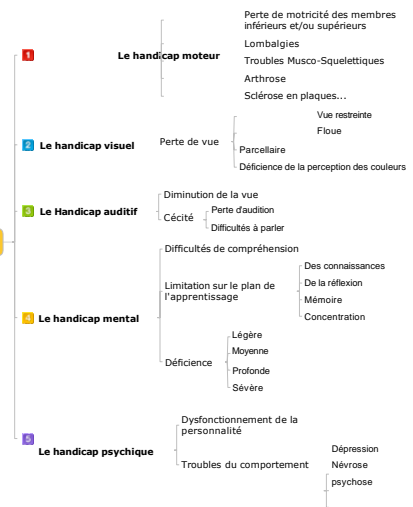 1
Le handicap moteur
Perte de motricité des membres
inférieurs et/ou supérieurs
Lombalgies
Troubles Musco-Squelettiques
Arthrose
Sclérose en plaques...
2
Le handicap visuel
Perte de vue
Vue restreinte
Floue
Parcellaire
Déficience de la perception des couleurs
3
Le Handicap auditif
Diminution de la vue
Cécité
Perte d'audition
Difficultés à parler
4
Le handicap mental
Difficultés de compréhension
Limitation sur le plan de
l'apprentissage
Des connaissances
De la réflexion
Mémoire
Concentration
Déficience
Légère
Moyenne
Profonde
Sévère
5
Le handicap psychique
Dysfonctionnement de la
personnalité
Troubles du comportement
Dépression
Névrose
psychose